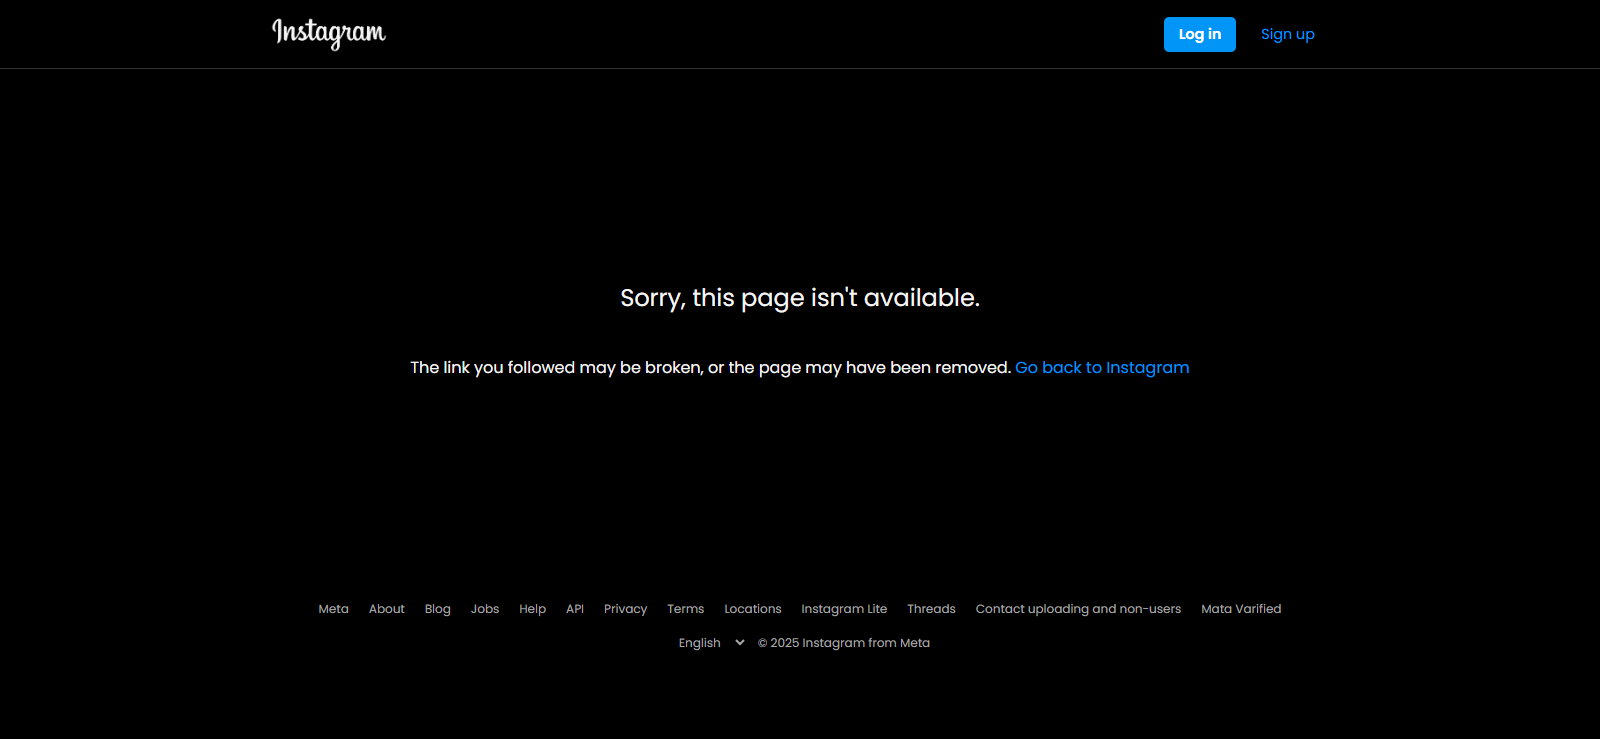 Instagram
Log in
Sign up
Sorry, this page isn't available.
The link you followed may be broken, or the page may have been removed. Go back to Instagram
Meta About Blog Jobs Help API Privacy Terms Locations Instagram Lite Threads Contact uploading and non-users Mata Varified
English © 2025 Instagram from Meta